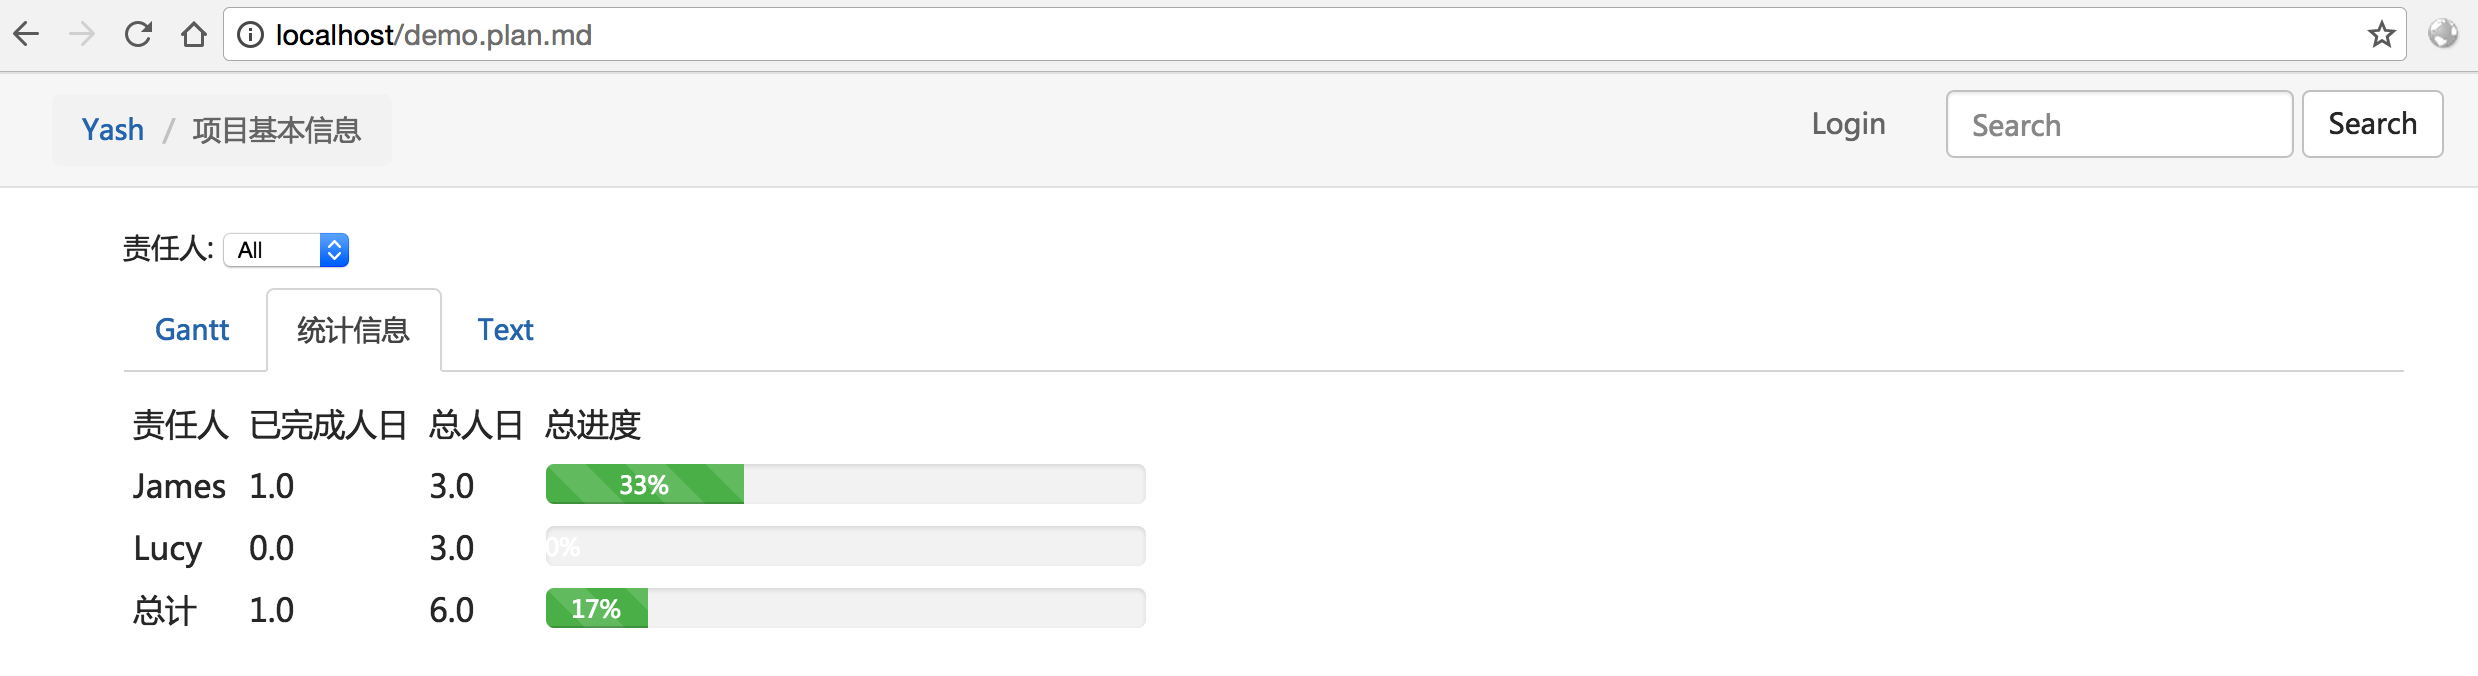 localhost/demo.plan.md
Yash / 项目基本信息 Login Search Search
责任人: All
Gantt 统计信息 Text
责任人 已完成人日 总人日 总进度
James 1.0 3.0 33%
Lucy 0.0 3.0 0%
总计 1.0 6.0 17%